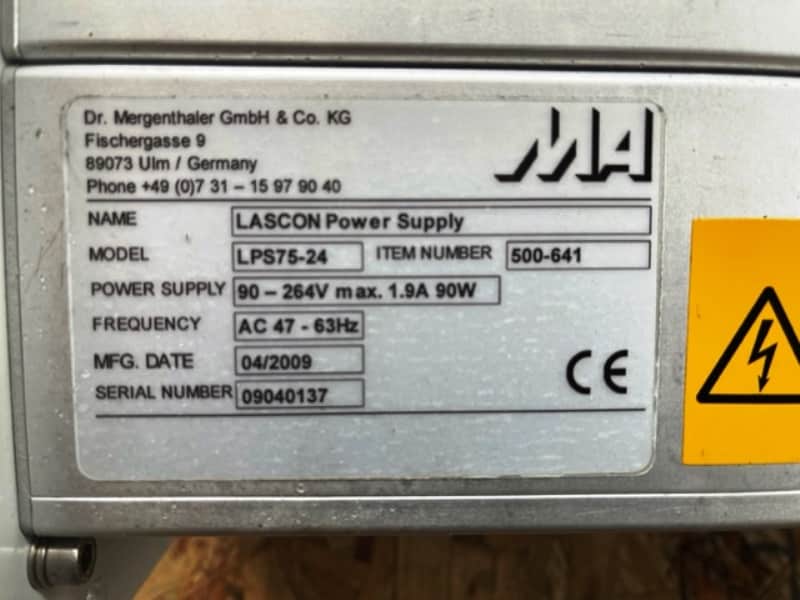 Dr. Mergenthaler GmbH & Co. KG
Fischergasse 9
89073 Ulm / Germany
Phone +49 (0)7 31 – 15 97 90 40
MA
NAME LASCON Power Supply
MODEL LPS75-24 ITEM NUMBER 500-641
POWER SUPPLY 90 – 264V max. 1.9A 90W
FREQUENCY AC 47 - 63Hz
MFG. DATE 04/2009
CE
SERIAL NUMBER 09040137